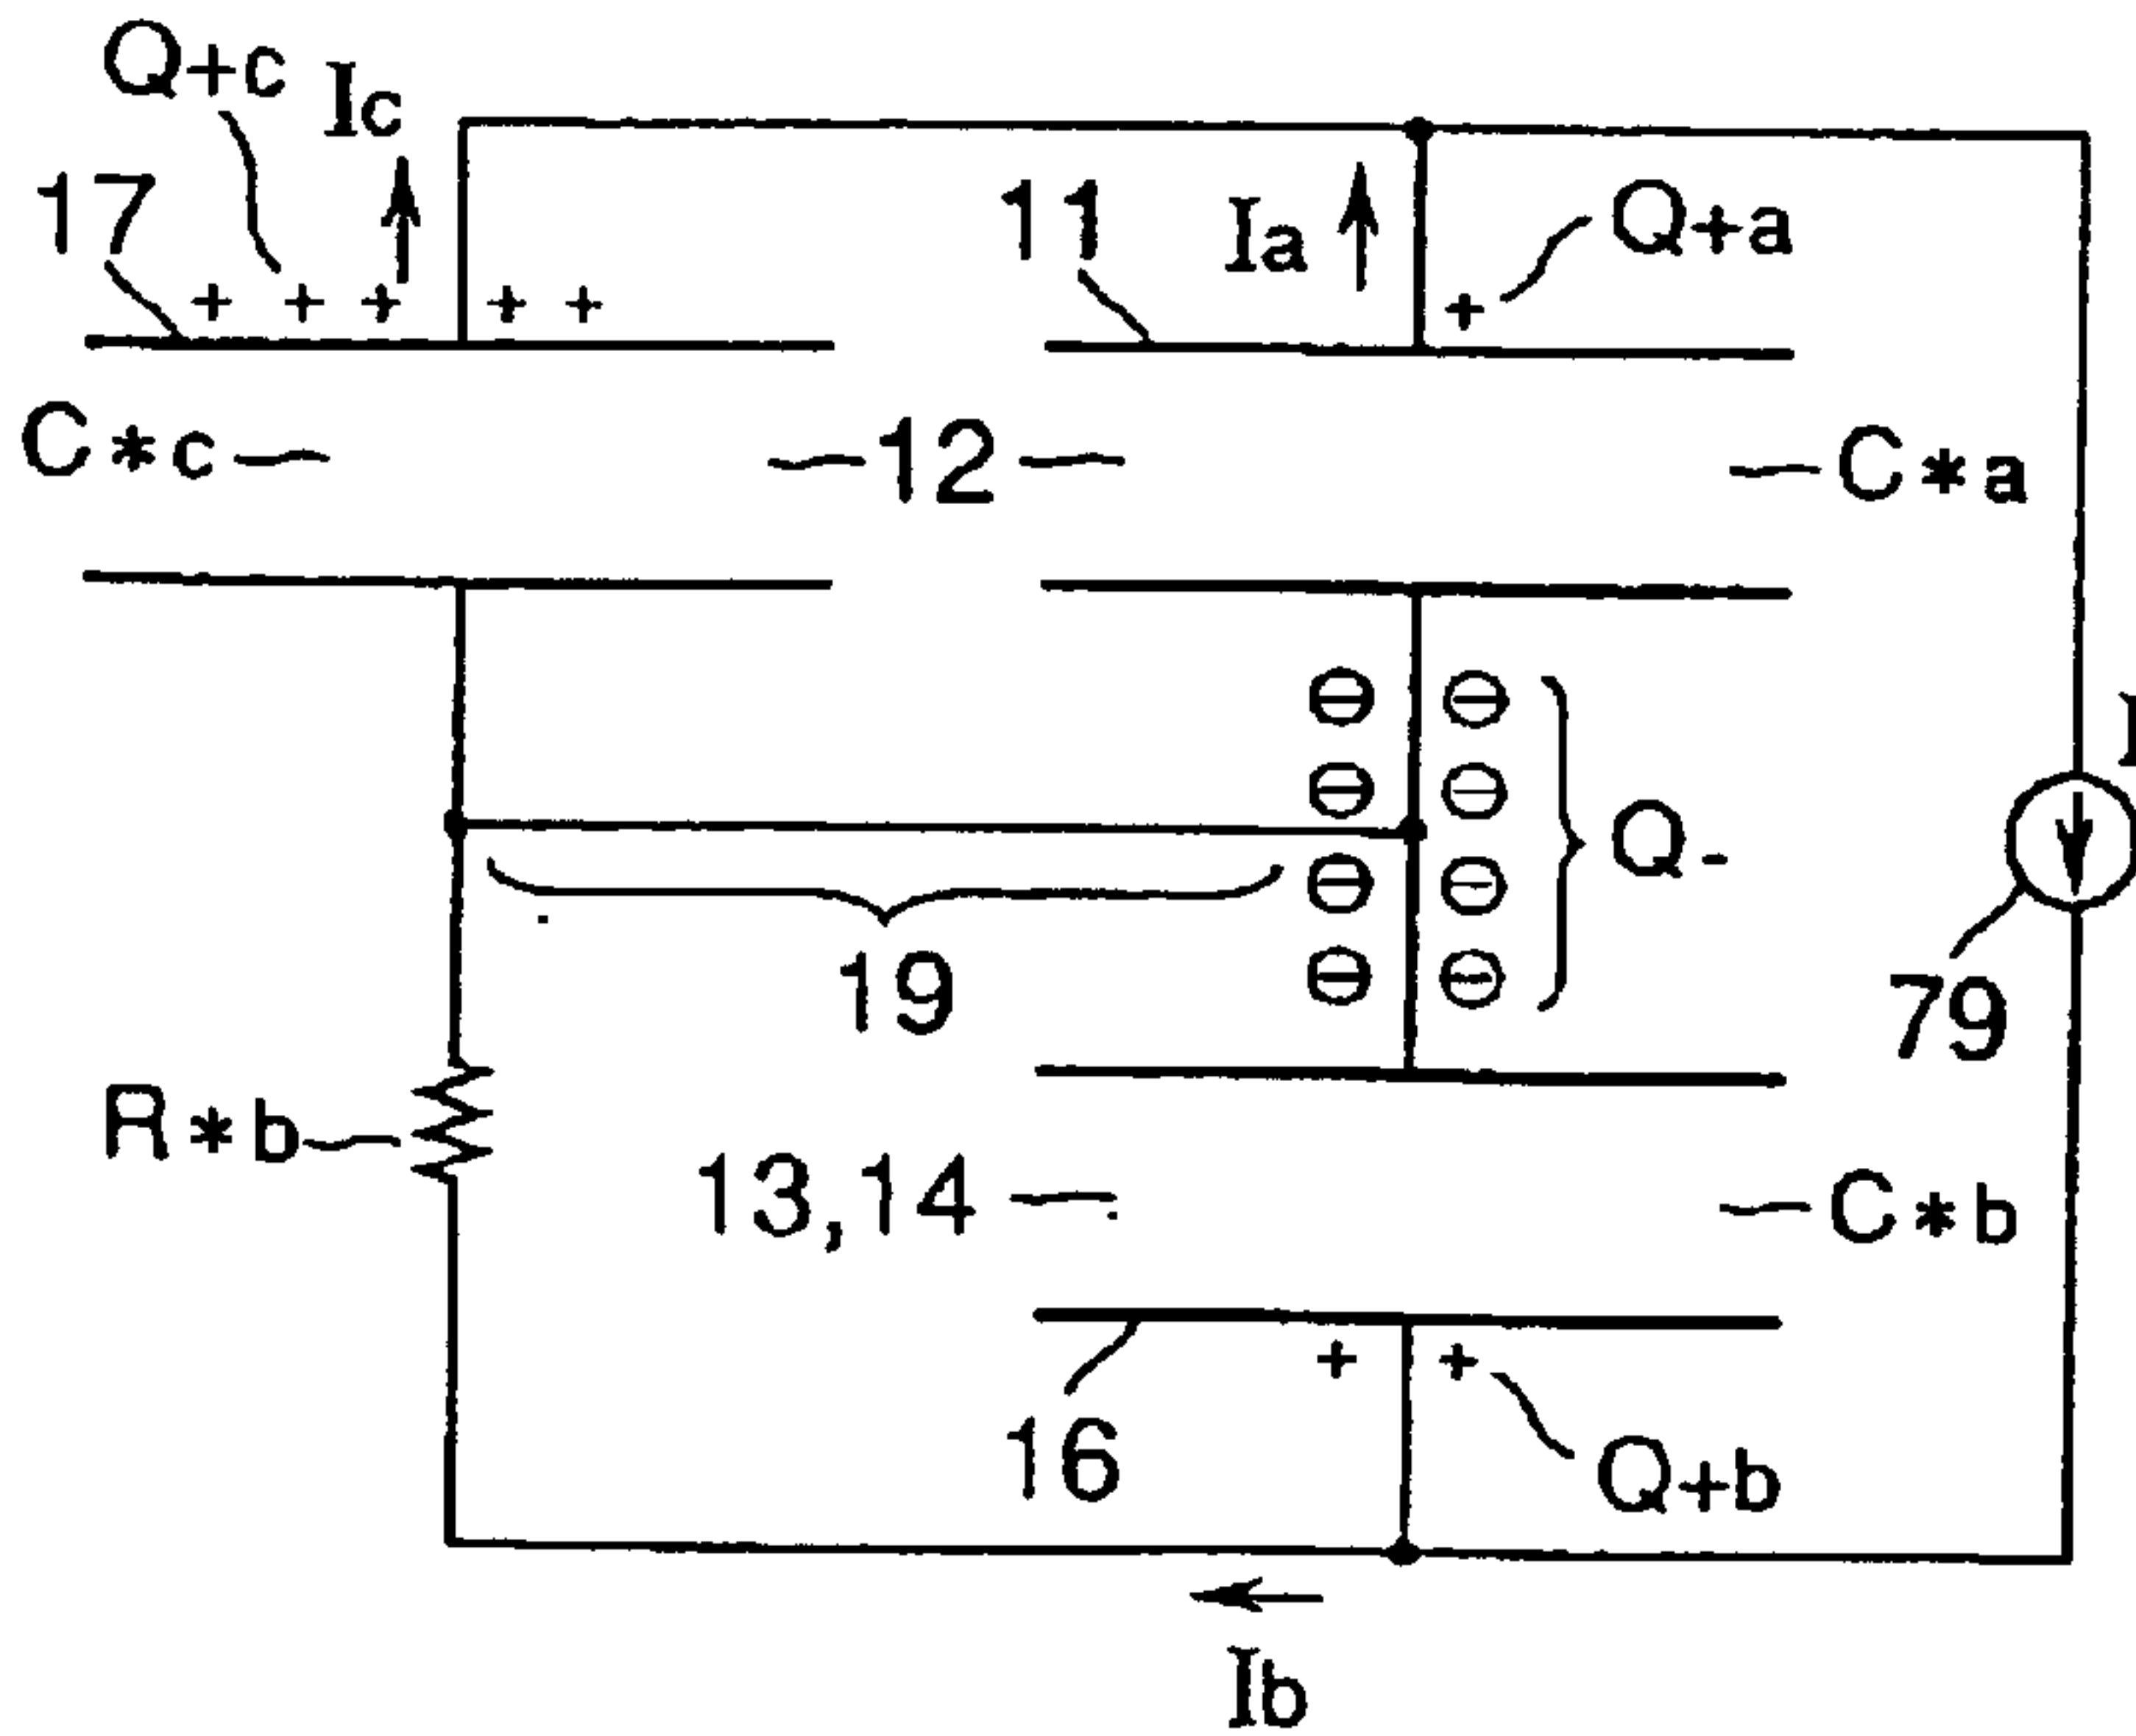 Q+c
Ic
17
11
Ia
Q+a
+ + + + +
+
C*c
12
C*a
⊖ ⊖
I
⊖ ⊖
Q-
⊖ ⊖
19
⊖ ⊖
79
R*b
13,14
C*b
+ +
16
Q+b
Ib